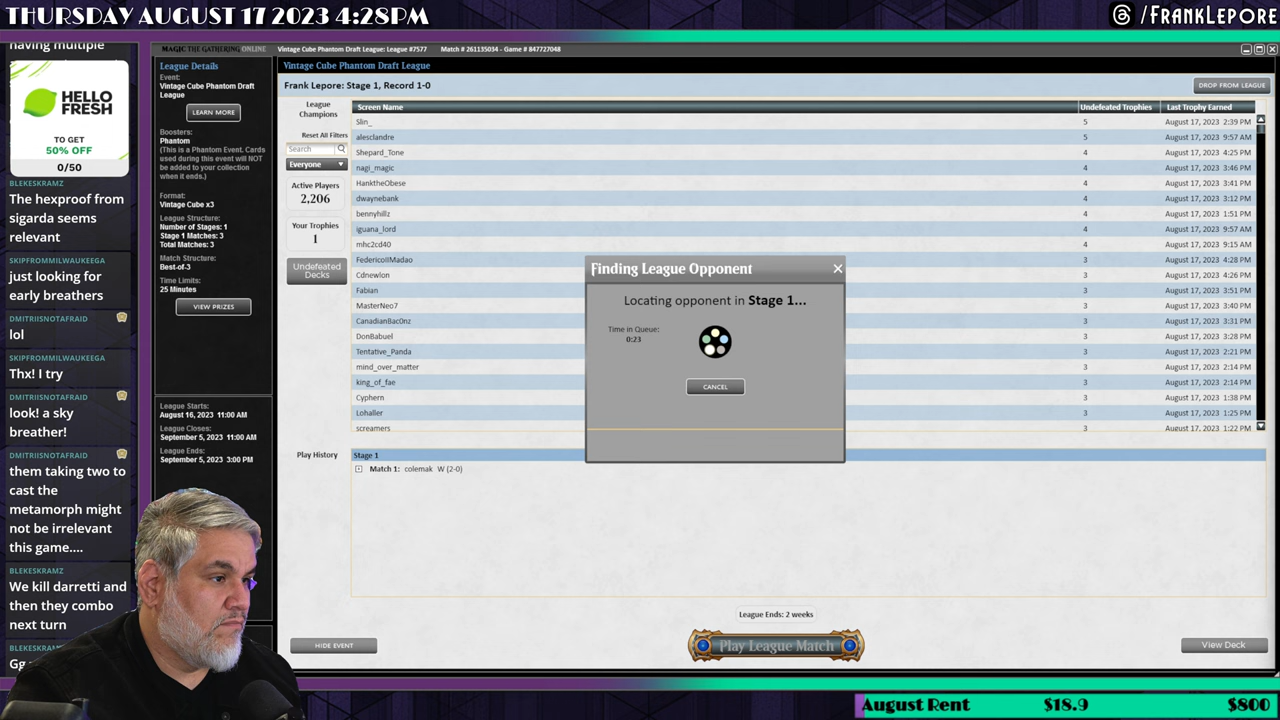 THURSDAY AUGUST 17 2023 4:28PM
/FRANKLEPORE
having multiple
HELLO
FRESH
TO GET
50% OFF
0/50
BLEKESKRAMZ
The hexproof from
sigarda seems
relevant
SKIPFROMMILWAUKEEGA
just looking for
early breathers
DMITRIISNOTAFRAID
lol
SKIPFROMMILWAUKEEGA
Thx! I try
DMITRIISNOTAFRAID
look! a sky
breather!
DMITRIISNOTAFRAID
them taking two to
cast the
metamorph might
not be irrelevant
this game....
BLEKESKRAMZ
We kill darretti and
then they combo
next turn
BLEKESKR
Gg
MAGIC THE GATHERING ONLINE
Vintage Cube Phantom Draft League: League #7577 Match # 261135034 - Game # 847727048
League Details
Event:
Vintage Cube Phantom Draft
League
LEARN MORE
Boosters:
Phantom
(This is a Phantom Event. Cards
used during this event will NOT
be added to your collection
when it ends.)
Format:
Vintage Cube x3
League Structure:
Number of Stages: 1
Stage 1 Matches: 3
Total Matches: 3
Match Structure:
Best-of-3
Time Limits:
25 Minutes
VIEW PRIZES
League Starts:
August 16, 2023 11:00 AM
League Closes:
September 5, 2023 11:00 AM
League Ends:
September 5, 2023 3:00 PM
Vintage Cube Phantom Draft League
Frank Lepore: Stage 1, Record 1-0
DROP FROM LEAGUE
League
Champions
Reset All Filters
Search
Everyone
Active Players
2,206
Your Trophies
1
Undefeated
Decks
Screen Name Undefeated Trophies Last Trophy Earned
Slin_ 5 August 17, 2023 2:39 PM
alesclandre 5 August 17, 2023 9:57 AM
Shepard_Tone 4 August 17, 2023 4:25 PM
nagi_magic 4 August 17, 2023 3:46 PM
HanktheObese 4 August 17, 2023 3:41 PM
dwaynebank 4 August 17, 2023 3:12 PM
bennyhillz 4 August 17, 2023 1:51 PM
iguana_lord 4 August 17, 2023 9:57 AM
mhc2cd40 4 August 17, 2023 9:15 AM
FedericoIIMadao 3 August 17, 2023 4:28 PM
Cdnewlon 3 August 17, 2023 4:26 PM
Fabian 3 August 17, 2023 3:51 PM
MasterNeo7 3 August 17, 2023 3:40 PM
CanadianBac0nz 3 August 17, 2023 3:31 PM
DonBabuel 3 August 17, 2023 3:28 PM
Tentative_Panda 3 August 17, 2023 2:21 PM
mind_over_matter 3 August 17, 2023 2:14 PM
king_of_fae 3 August 17, 2023 2:14 PM
Cyphern 3 August 17, 2023 1:38 PM
Lohaller 3 August 17, 2023 1:25 PM
screamers 3 August 17, 2023 1:22 PM
Finding League Opponent
Locating opponent in Stage 1...
Time in Queue:
0:23
CANCEL
Play History
Stage 1
Match 1: colemak W (2-0)
League Ends: 2 weeks
HIDE EVENT
Play League Match
View Deck
August Rent $18.9 $800